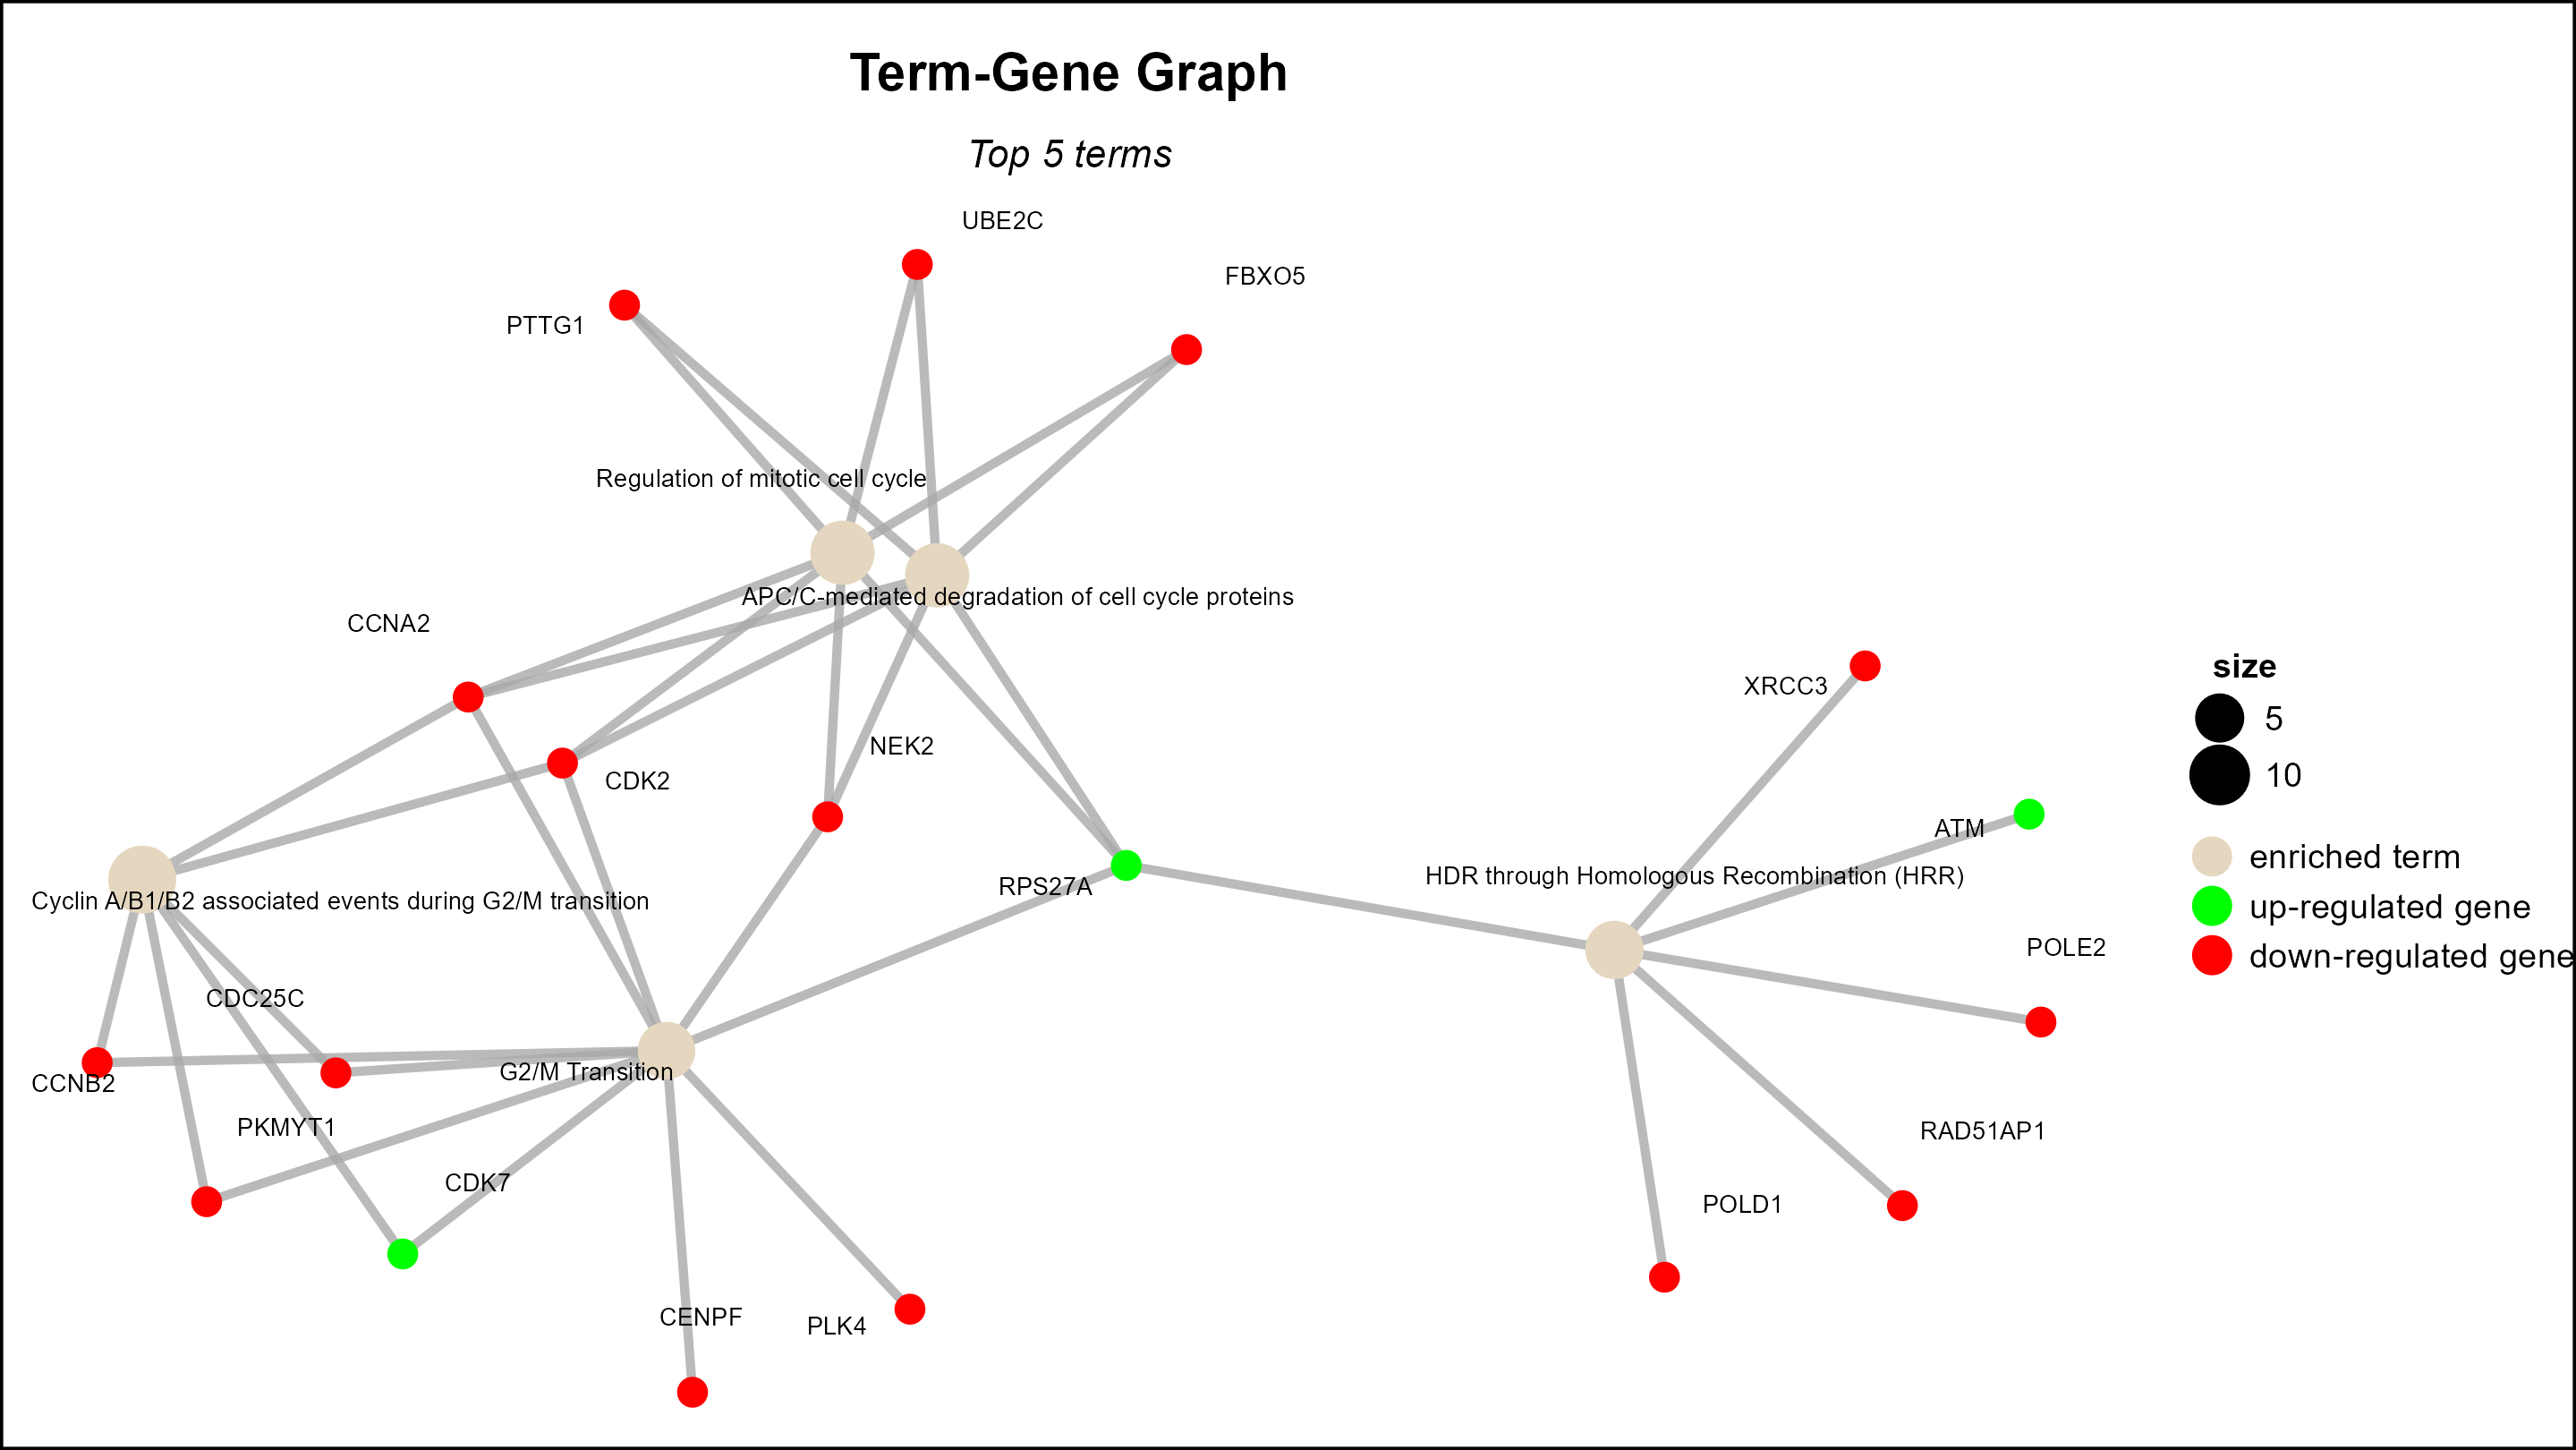 Term-Gene Graph
Top 5 terms
UBE2C
FBXO5
PTTG1
Regulation of mitotic cell cycle
APC/C-mediated degradation of cell cycle proteins
CCNA2
XRCC3
NEK2
CDK2
ATM
HDR through Homologous Recombination (HRR)
RPS27A
Cyclin A/B1/B2 associated events during G2/M transition
POLE2
CDC25C
G2/M Transition
CCNB2
PKMYT1
RAD51AP1
CDK7
POLD1
CENPF
PLK4
size
5
10
enriched term
up-regulated gene
down-regulated gene